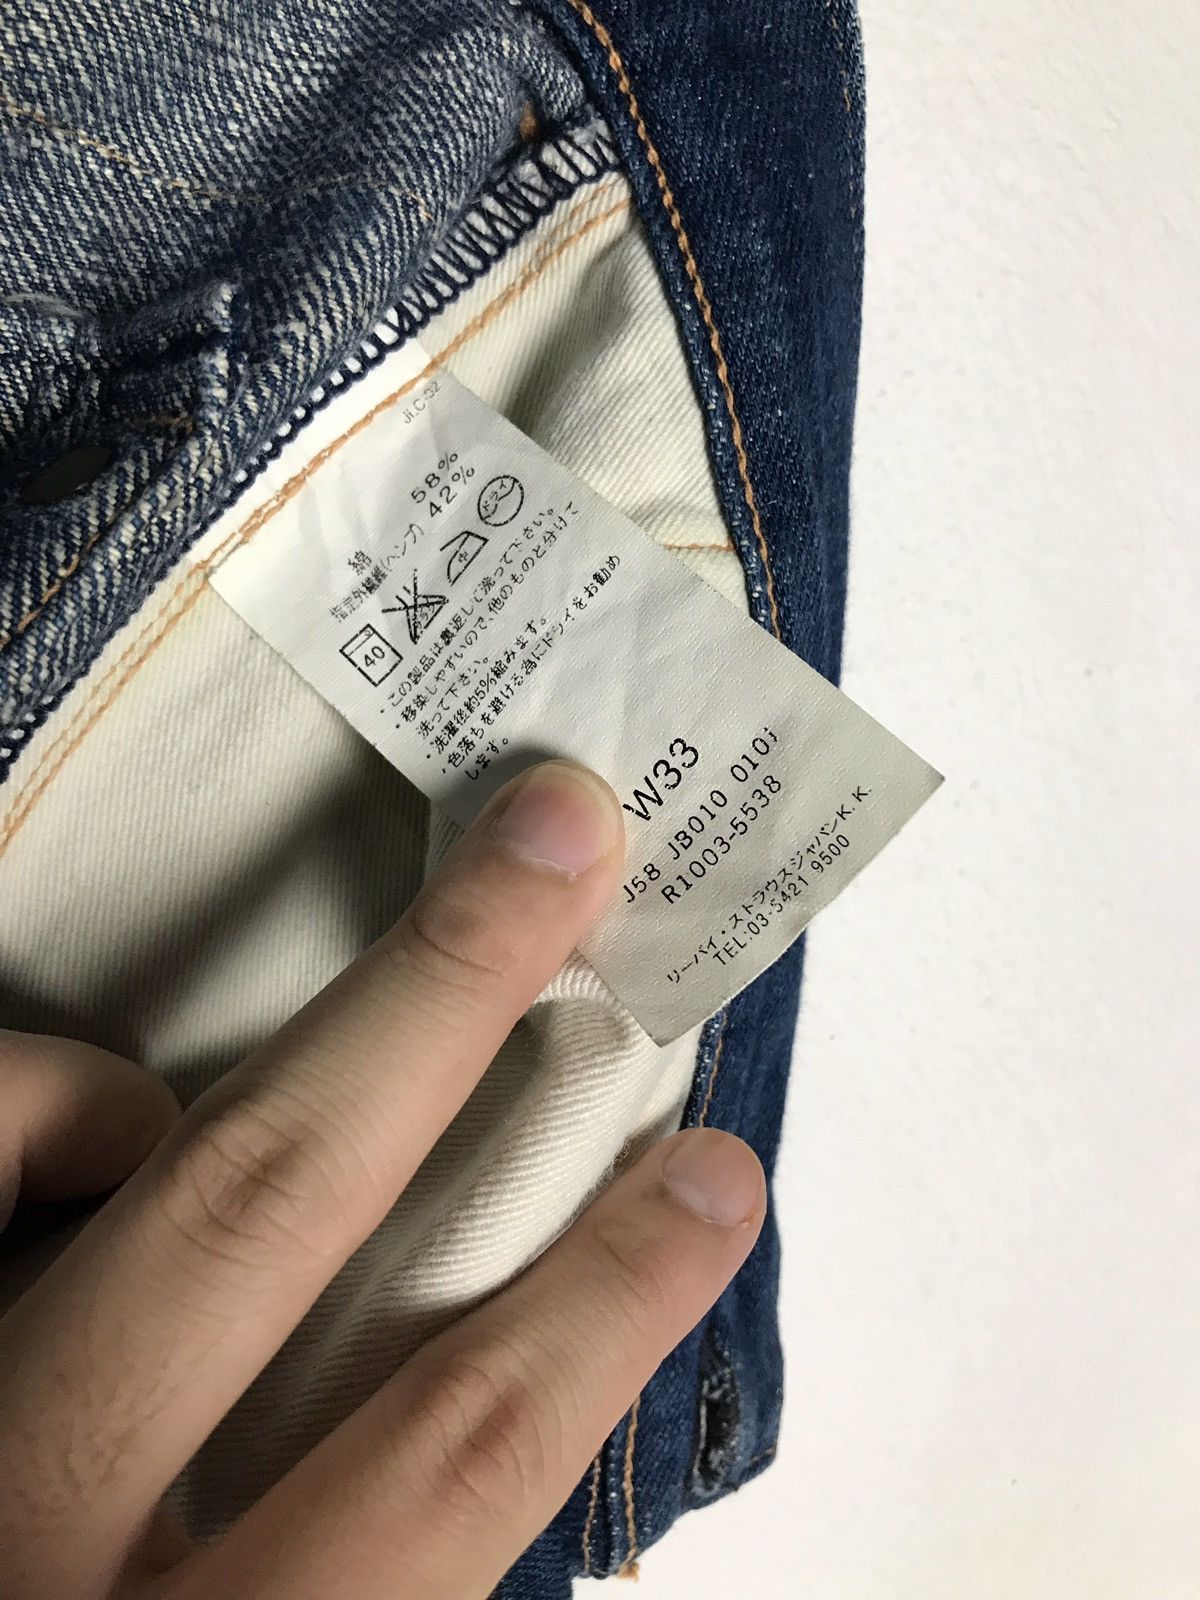 JLC-02
綿 58%
指定外繊維(ヘンプ) 42%
40
中
ドライ
・この製品は裏返して洗って下さい。
・移染しやすいので、他のものと分けて
洗って下さい。
・洗濯後約5%縮みます。
・色落ちを避ける為にドライをお勧め
します。
W33
J58 JB010 010j
R1003-5538
リーバイ・ストラウスジャパンK.K.
TEL:03-5421 9500